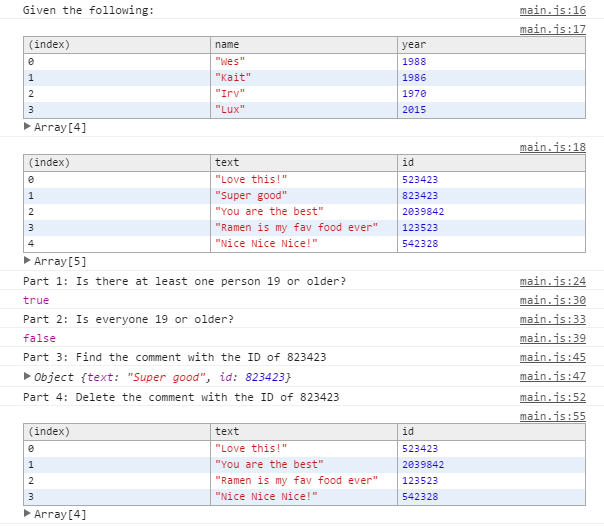 Given the following: main.js:16
main.js:17
(index) name year
0 "Wes" 1988
1 "Kait" 1986
2 "Irv" 1970
3 "Lux" 2015
Array[4]
main.js:18
(index) text id
0 "Love this!" 523423
1 "Super good" 823423
2 "You are the best" 2039842
3 "Ramen is my fav food ever" 123523
4 "Nice Nice Nice!" 542328
Array[5]
Part 1: Is there at least one person 19 or older? main.js:24
true main.js:30
Part 2: Is everyone 19 or older? main.js:33
false main.js:39
Part 3: Find the comment with the ID of 823423 main.js:45
Object {text: "Super good", id: 823423} main.js:47
Part 4: Delete the comment with the ID of 823423 main.js:52
main.js:55
(index) text id
0 "Love this!" 523423
1 "You are the best" 2039842
2 "Ramen is my fav food ever" 123523
3 "Nice Nice Nice!" 542328
Array[4]